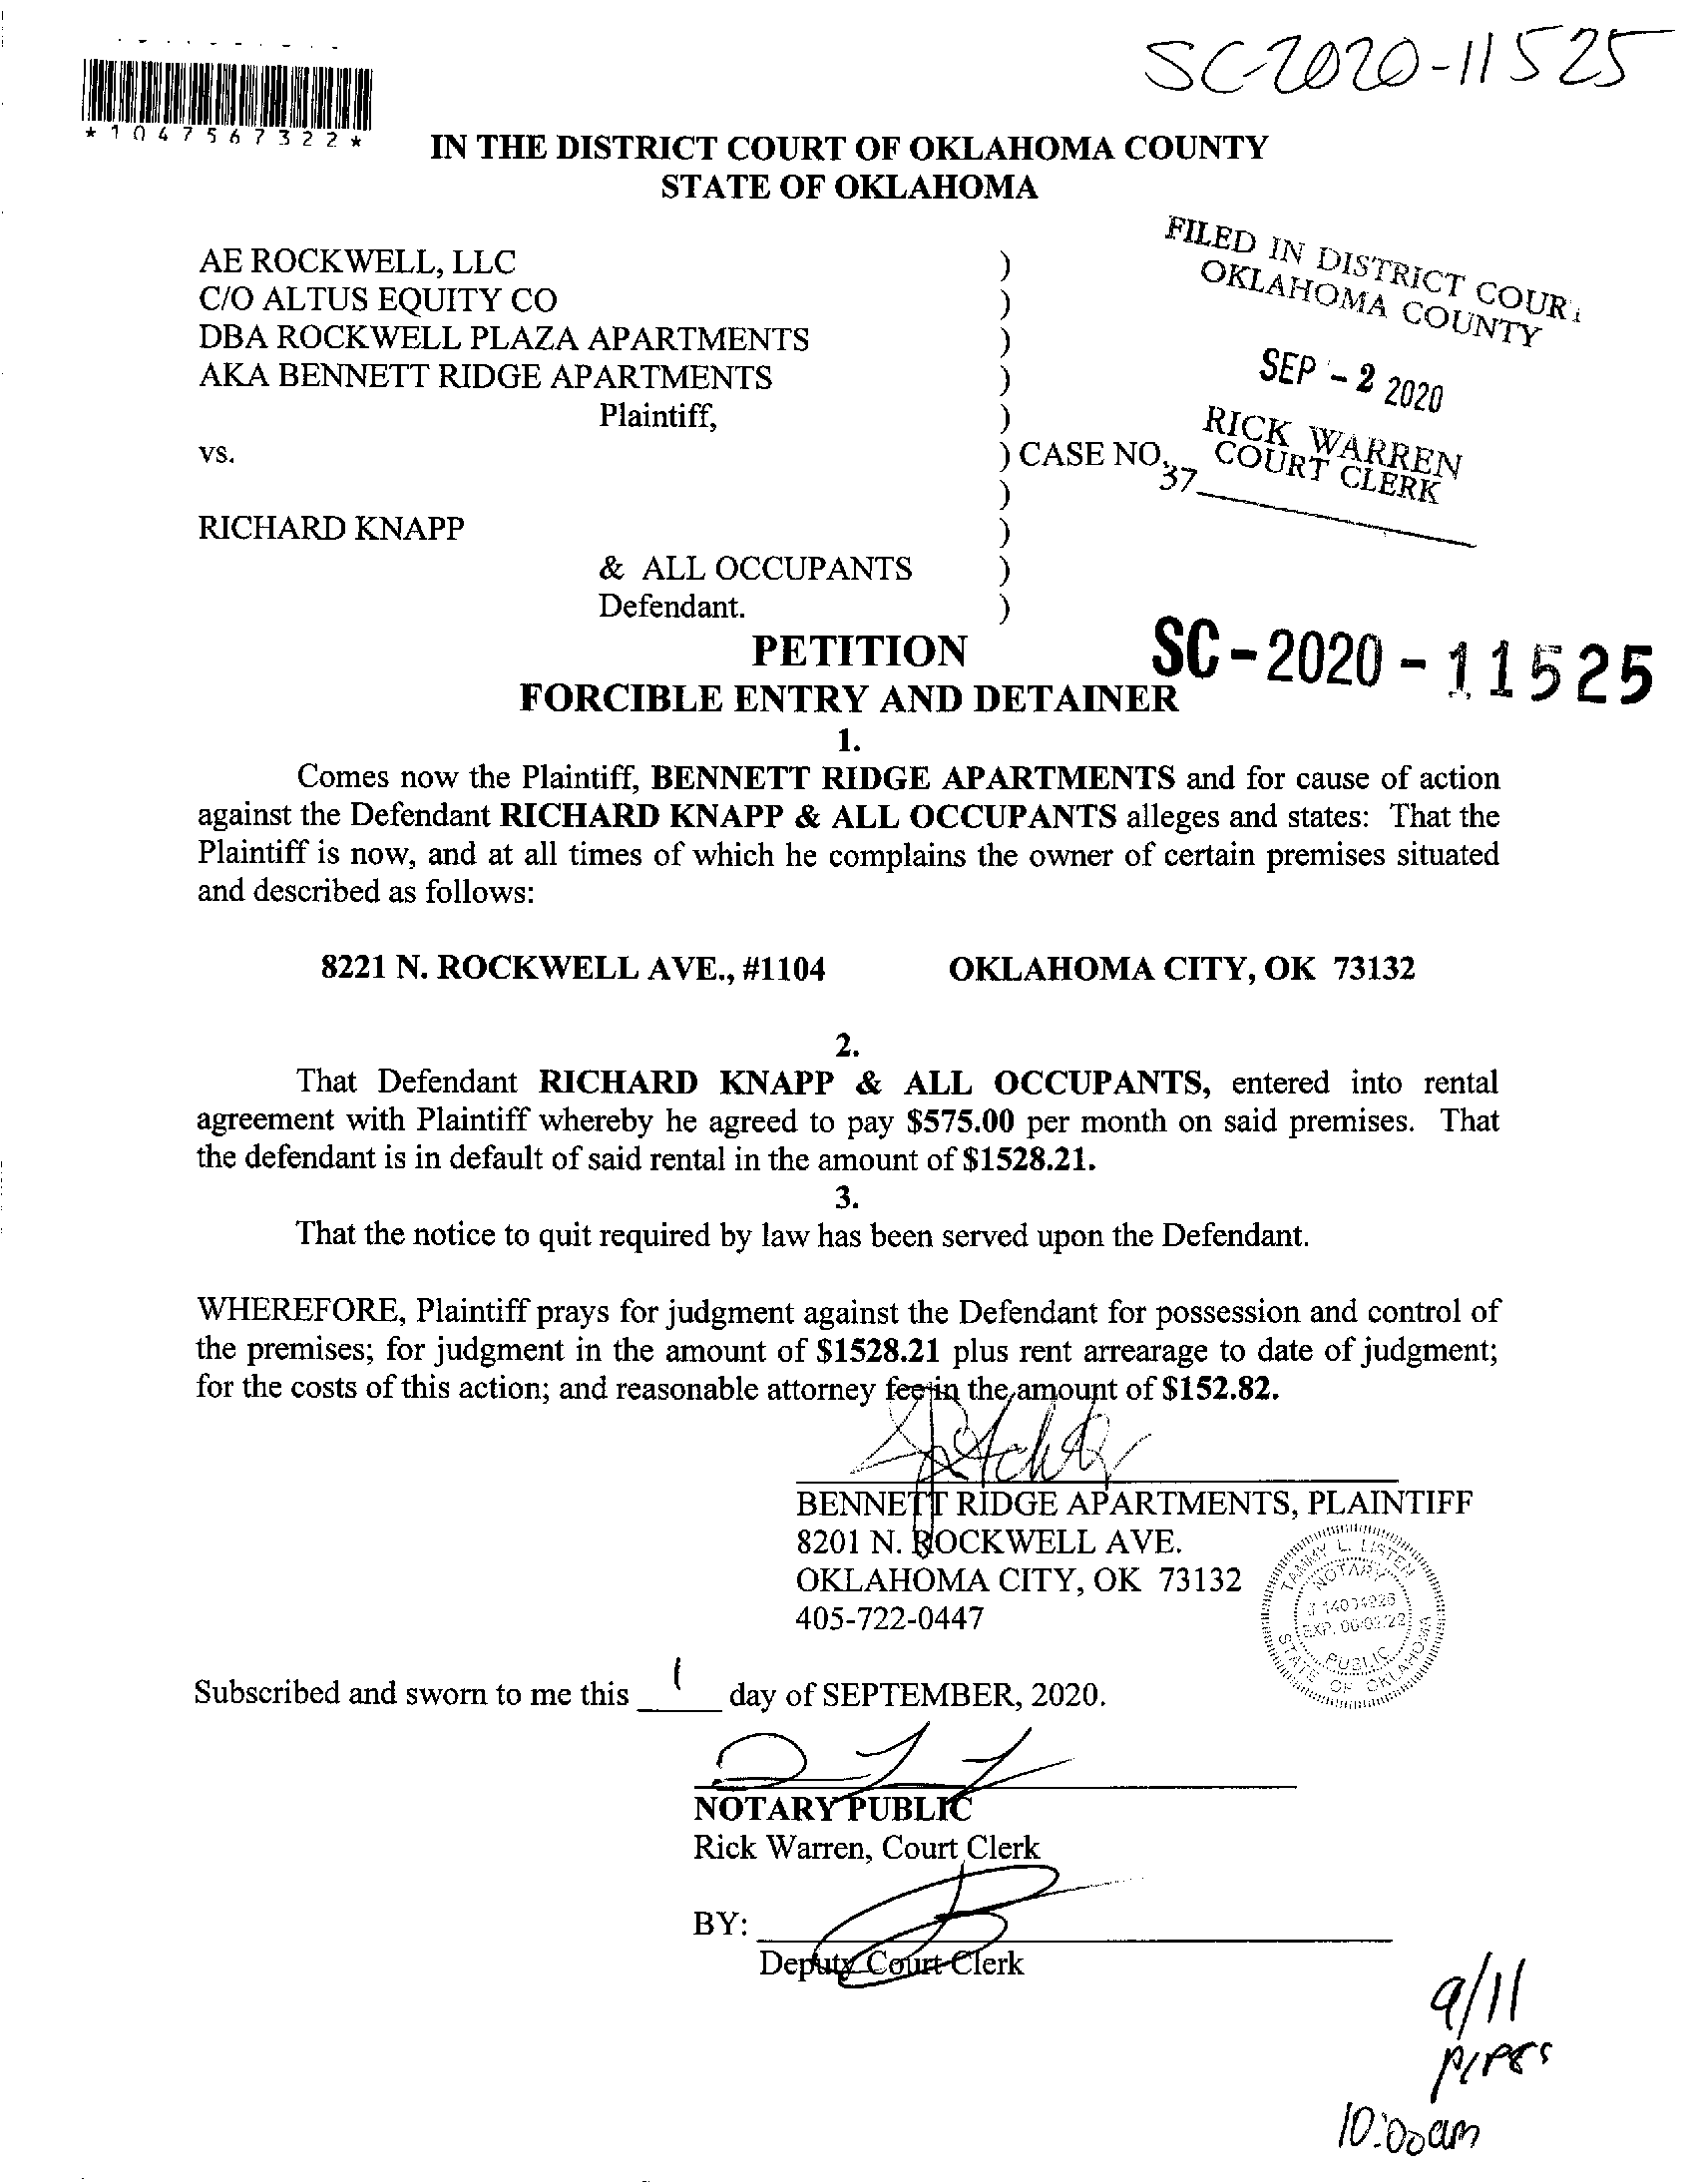 SC-2020-11525
*1047567322*
IN THE DISTRICT COURT OF OKLAHOMA COUNTY
STATE OF OKLAHOMA
FILED IN DISTRICT COUR
OKLAHOMA COUNTY
SEP - 2 2020
RICK WARREN
COURT CLERK
37
AE ROCKWELL, LLC )
C/O ALTUS EQUITY CO )
DBA ROCKWELL PLAZA APARTMENTS )
AKA BENNETT RIDGE APARTMENTS )
Plaintiff, )
vs. ) CASE NO.
)
RICHARD KNAPP )
& ALL OCCUPANTS )
Defendant. )
PETITION
SC-2020-11525
FORCIBLE ENTRY AND DETAINER
1.
Comes now the Plaintiff, BENNETT RIDGE APARTMENTS and for cause of action
against the Defendant RICHARD KNAPP & ALL OCCUPANTS alleges and states: That the
Plaintiff is now, and at all times of which he complains the owner of certain premises situated
and described as follows:
8221 N. ROCKWELL AVE., #1104 OKLAHOMA CITY, OK 73132
2.
That Defendant RICHARD KNAPP & ALL OCCUPANTS, entered into rental
agreement with Plaintiff whereby he agreed to pay $575.00 per month on said premises. That
the defendant is in default of said rental in the amount of $1528.21.
3.
That the notice to quit required by law has been served upon the Defendant.
WHEREFORE, Plaintiff prays for judgment against the Defendant for possession and control of
the premises; for judgment in the amount of $1528.21 plus rent arrearage to date of judgment;
for the costs of this action; and reasonable attorney fee in the amount of $152.82.
BENNETT RIDGE APARTMENTS, PLAINTIFF
8201 N. ROCKWELL AVE.
OKLAHOMA CITY, OK 73132
405-722-0447
TAMMY L. LISTEN
NOTARY
PUBLIC
STATE OF OKLAHOMA
Subscribed and sworn to me this 1 day of SEPTEMBER, 2020.
NOTARY PUBLIC
Rick Warren, Court Clerk
BY:
Deputy Court Clerk
9/11
10:00am